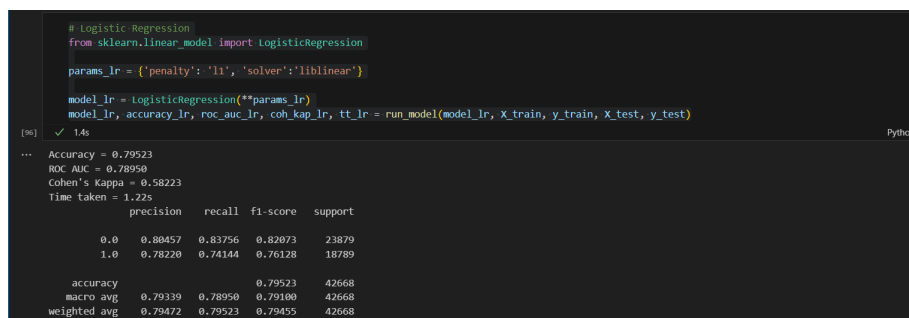 # Logistic Regression
from sklearn.linear_model import LogisticRegression
params_lr = {'penalty': 'l1', 'solver':'liblinear'}
model_lr = LogisticRegression(**params_lr)
model_lr, accuracy_lr, roc_auc_lr, coh_kap_lr, tt_lr = run_model(model_lr, X_train, y_train, X_test, y_test)
[96] ✓ 1.4s Pytho
... Accuracy = 0.79523
ROC AUC = 0.78950
Cohen's Kappa = 0.58223
Time taken = 1.22s
precision recall f1-score support
0.0 0.80457 0.83756 0.82073 23879
1.0 0.78220 0.74144 0.76128 18789
accuracy 0.79523 42668
macro avg 0.79339 0.78950 0.79100 42668
weighted avg 0.79472 0.79523 0.79455 42668